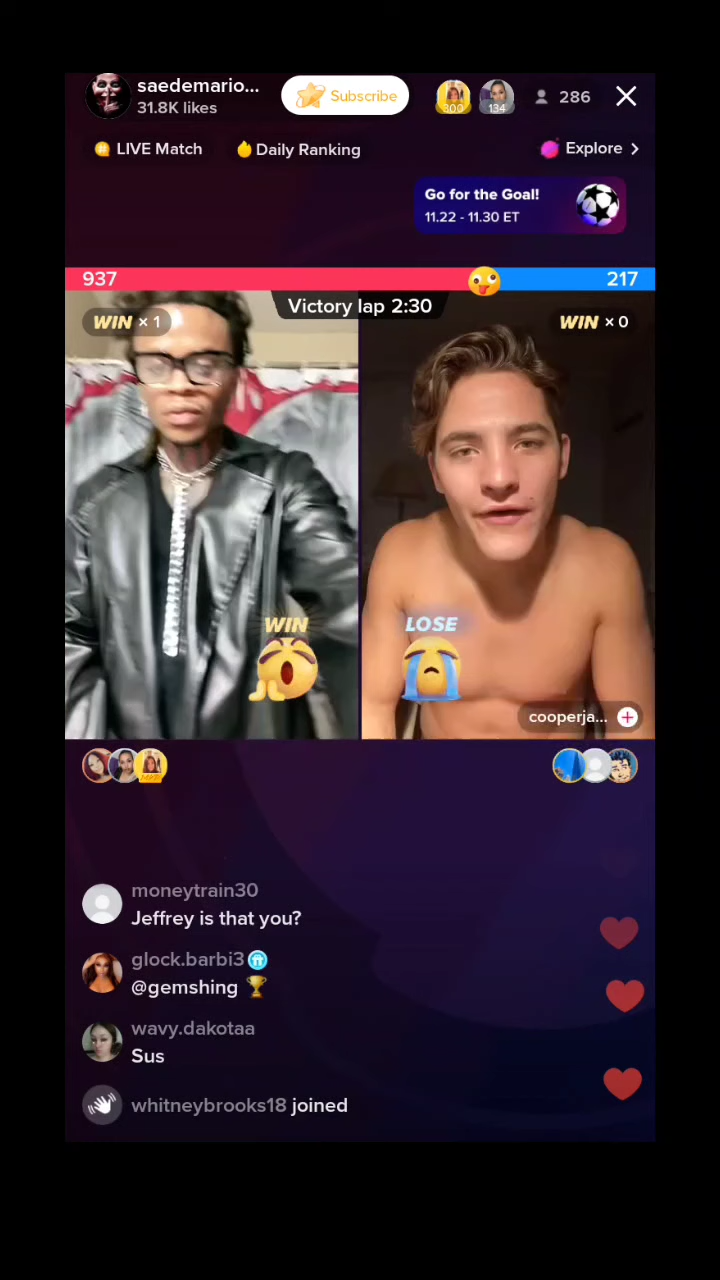 saedemario...
31.8K likes
Subscribe
300
134
286
LIVE Match
Daily Ranking
Explore
Go for the Goal!
11.22 - 11.30 ET
937
217
Victory lap 2:30
WIN × 1
WIN × 0
WIN
LOSE
cooperja...
moneytrain30
Jeffrey is that you?
glock.barbi3
@gemshing 🏆
wavy.dakotaa
Sus
whitneybrooks18 joined